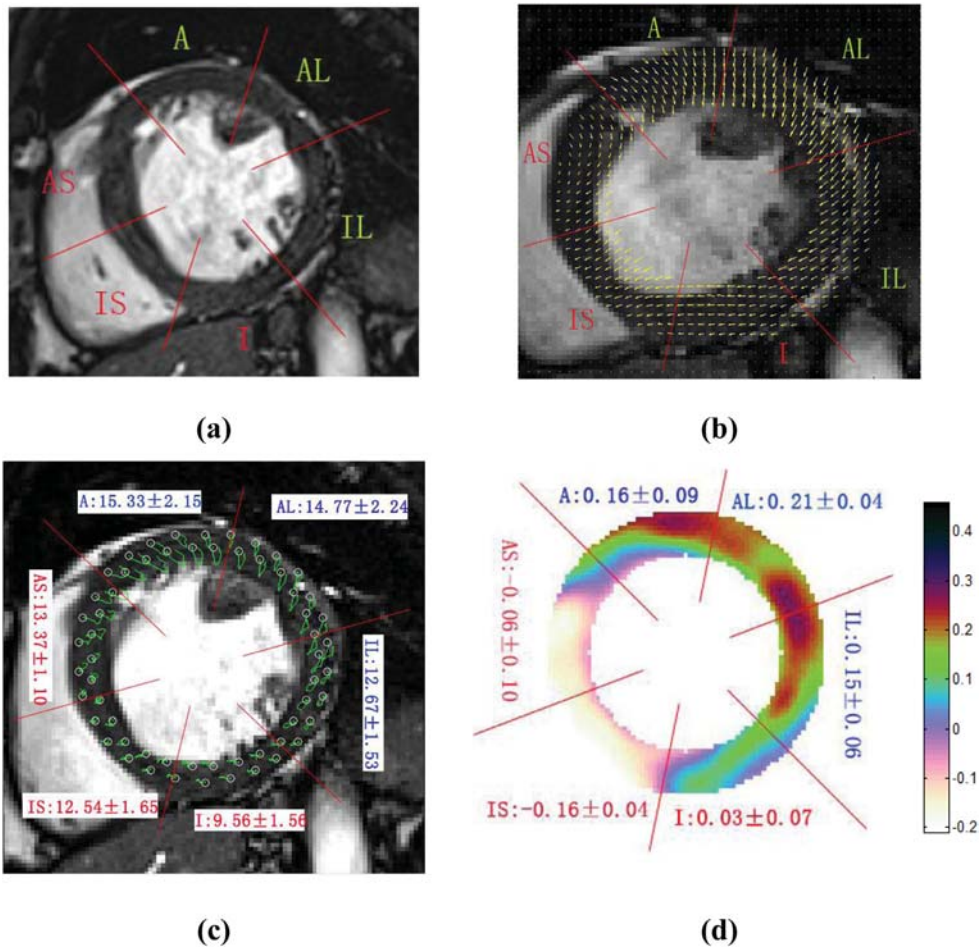 A
AL
AS
IL
IS
I
(a)
A
AL
AS
IL
IS
I
(b)
A:15.33±2.15
AL:14.77±2.24
AS:13.37±1.10
IL:12.67±1.53
IS:12.54±1.65
I:9.56±1.56
(c)
A:0.16±0.09
AL:0.21±0.04
AS:-0.06±0.10
IL:0.15±0.06
IS:-0.16±0.04
I:0.03±0.07
0.4
0.3
0.2
0.1
0
-0.1
-0.2
(d)